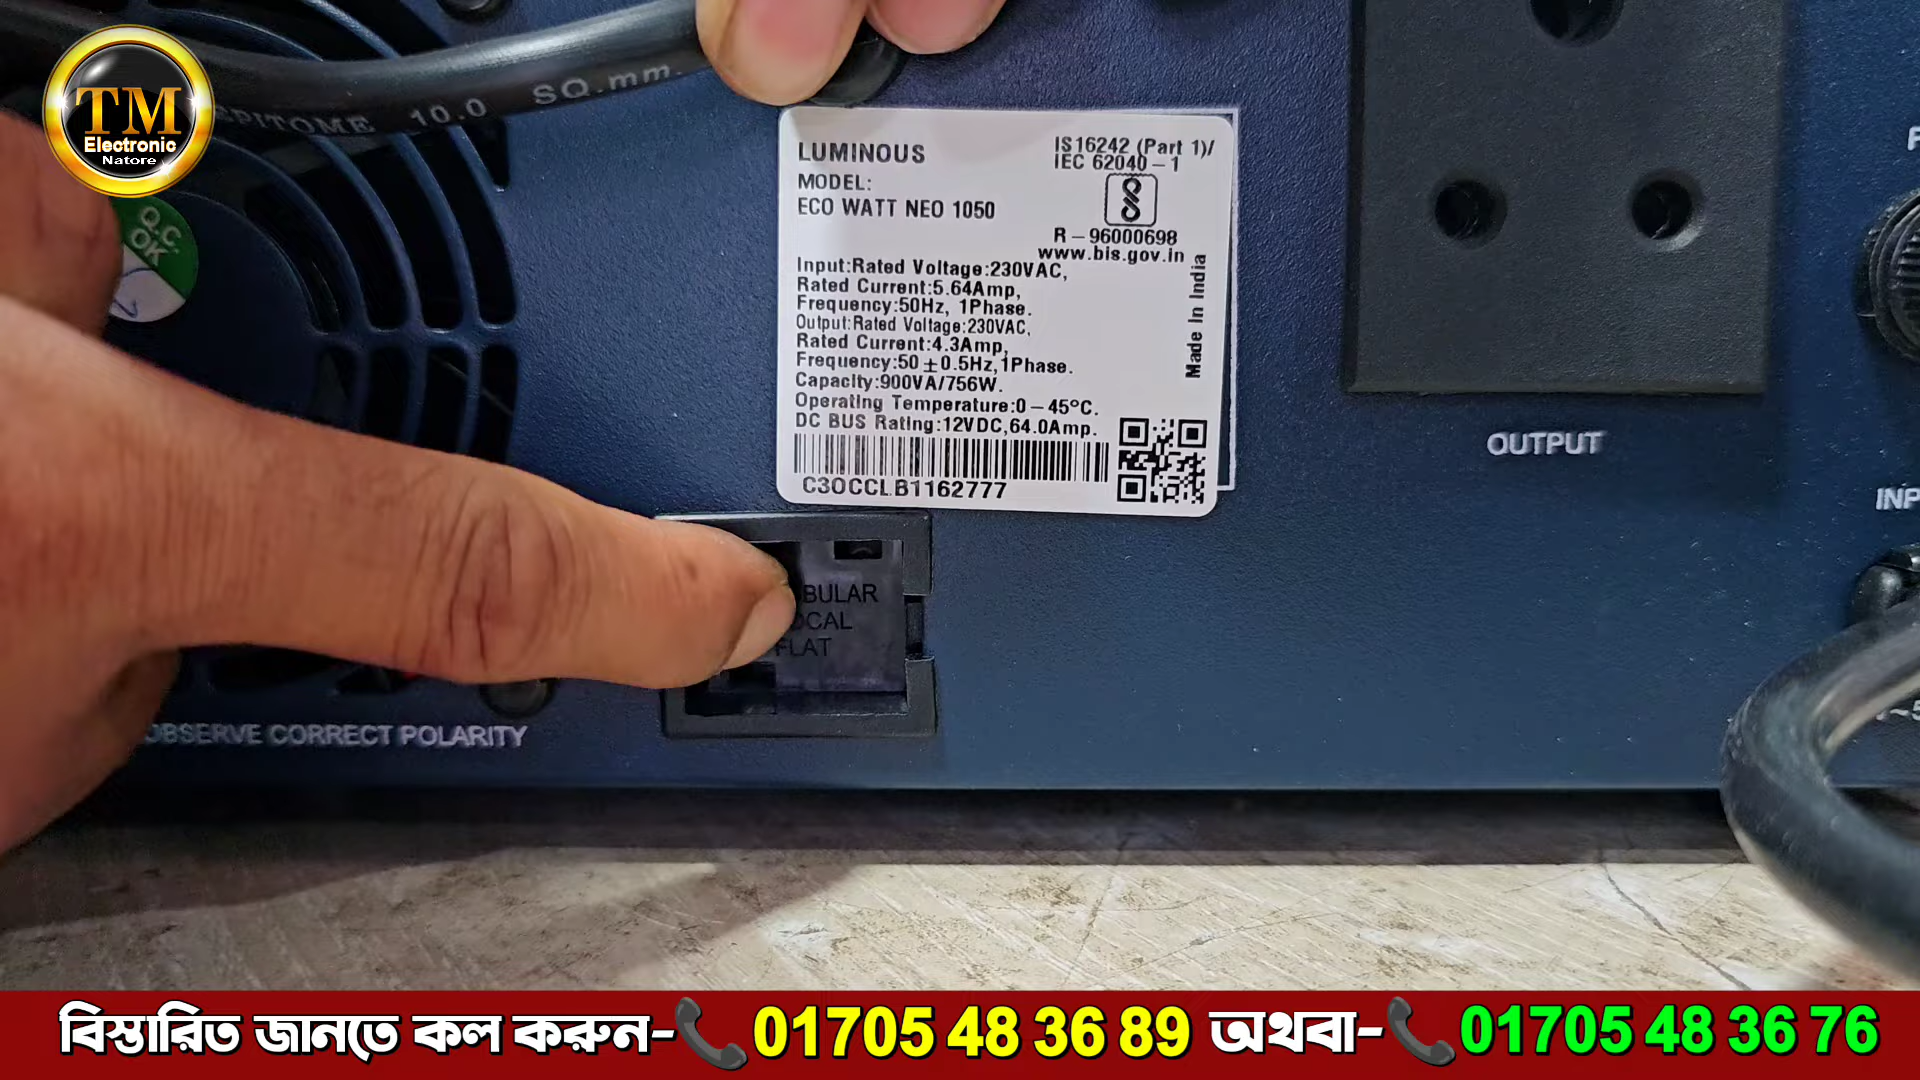 TM
Electronic
Natore
EPITOME 10.0 SQ.mm.
Q.C.
OK
LUMINOUS
MODEL:
ECO WATT NEO 1050
IS16242 (Part 1)/
IEC 62040-1
R-96000698
www.bis.gov.in
Made In India
Input:Rated Voltage:230VAC,
Rated Current:5.64Amp,
Frequency:50Hz, 1Phase.
Output:Rated Voltage:230VAC,
Rated Current:4.3Amp,
Frequency:50±0.5Hz,1Phase.
Capacity:900VA/756W.
Operating Temperature:0-45°C.
DC BUS Rating:12VDC,64.0Amp.
C3OCCLB1162777
OUTPUT
FLAT
OBSERVE CORRECT POLARITY
বিস্তারিত জানতে কল করুন- 01705 48 36 89 অথবা- 01705 48 36 76